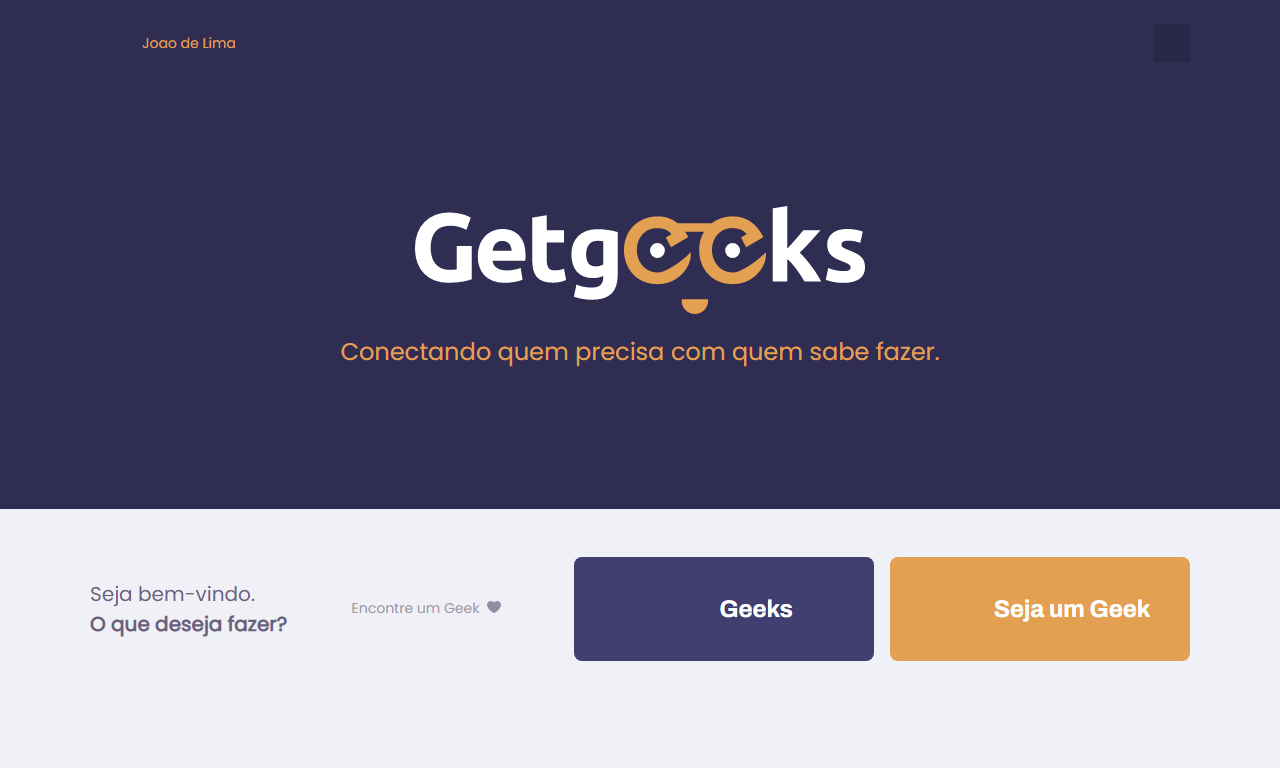 Joao de Lima
Getgeeks
Conectando quem precisa com quem sabe fazer.
Seja bem-vindo.
O que deseja fazer?
Encontre um Geek
Geeks
Seja um Geek